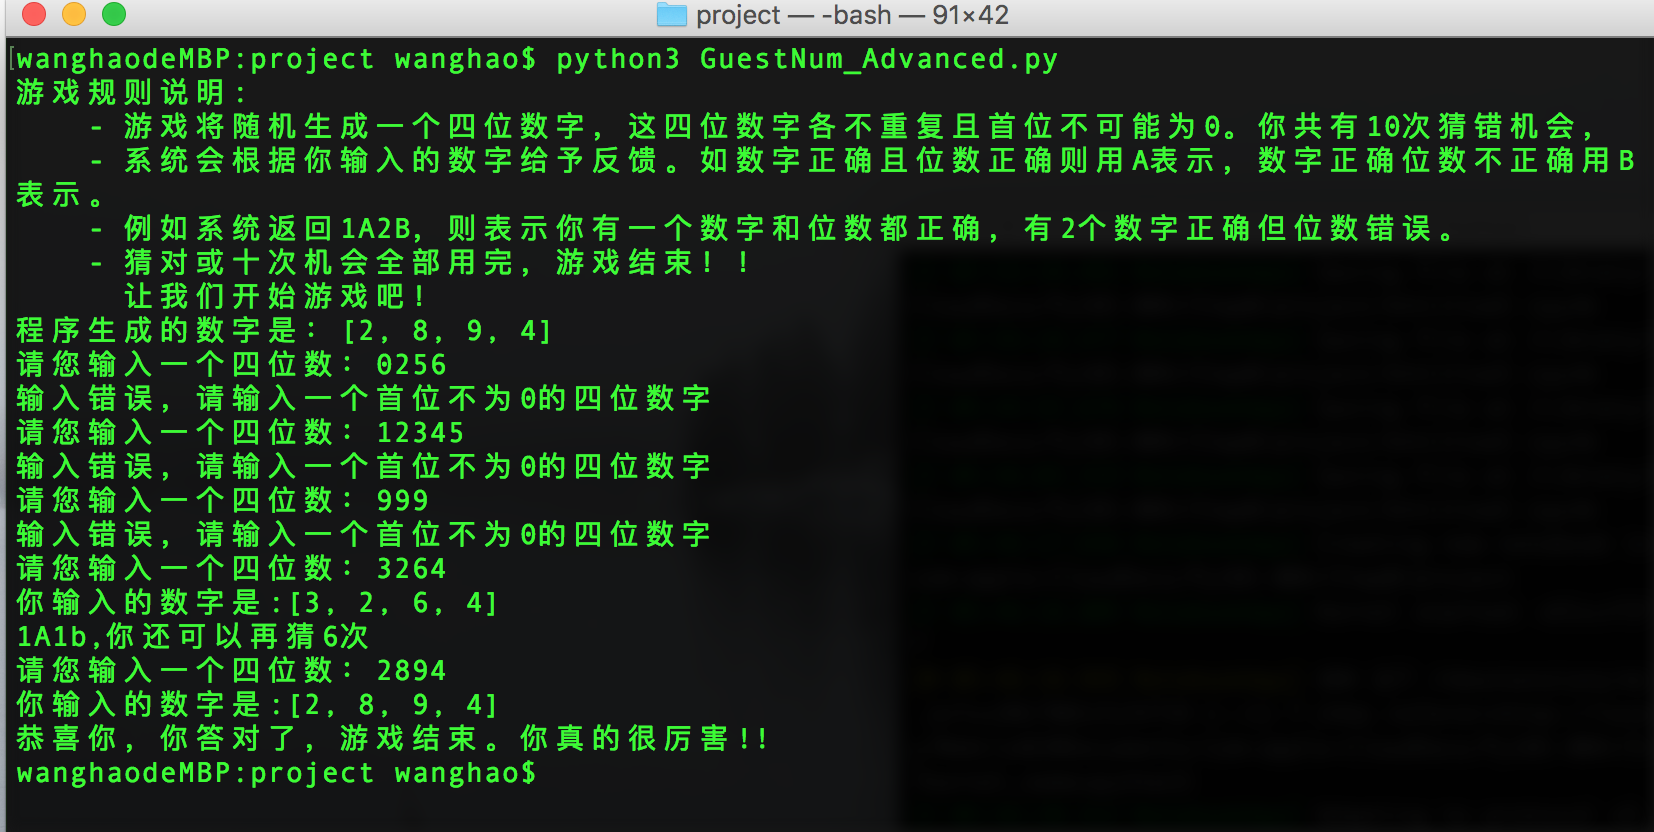 project — -bash — 91×42
wanghaodeMBP:project wanghao$ python3 GuestNum_Advanced.py
游戏规则说明：
- 游戏将随机生成一个四位数字，这四位数字各不重复且首位不可能为0。你共有10次猜错机会，
- 系统会根据你输入的数字给予反馈。如数字正确且位数正确则用A表示，数字正确位数不正确用B
表示。
- 例如系统返回1A2B，则表示你有一个数字和位数都正确，有2个数字正确但位数错误。
- 猜对或十次机会全部用完，游戏结束！！
让我们开始游戏吧！
程序生成的数字是：[2, 8, 9, 4]
请您输入一个四位数：0256
输入错误，请输入一个首位不为0的四位数字
请您输入一个四位数：12345
输入错误，请输入一个首位不为0的四位数字
请您输入一个四位数：999
输入错误，请输入一个首位不为0的四位数字
请您输入一个四位数：3264
你输入的数字是:[3, 2, 6, 4]
1A1b,你还可以再猜6次
请您输入一个四位数：2894
你输入的数字是:[2, 8, 9, 4]
恭喜你，你答对了，游戏结束。你真的很厉害!!
wanghaodeMBP:project wanghao$